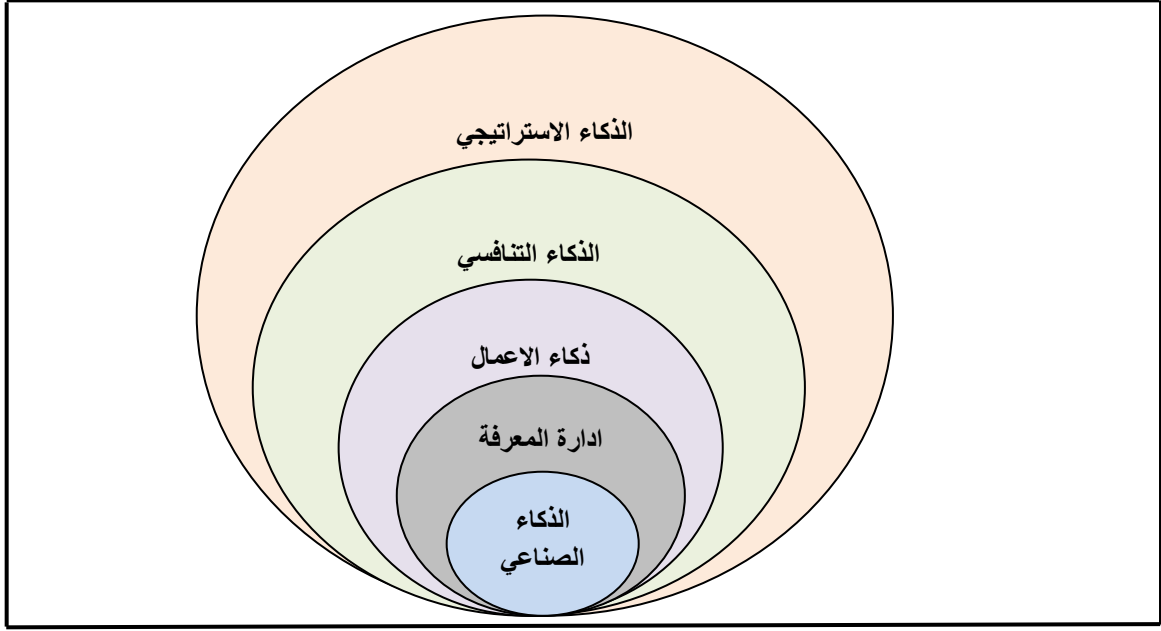 الذكاء الاستراتيجي
الذكاء التنافسي
ذكاء الاعمال
ادارة المعرفة
الذكاء
الصناعي